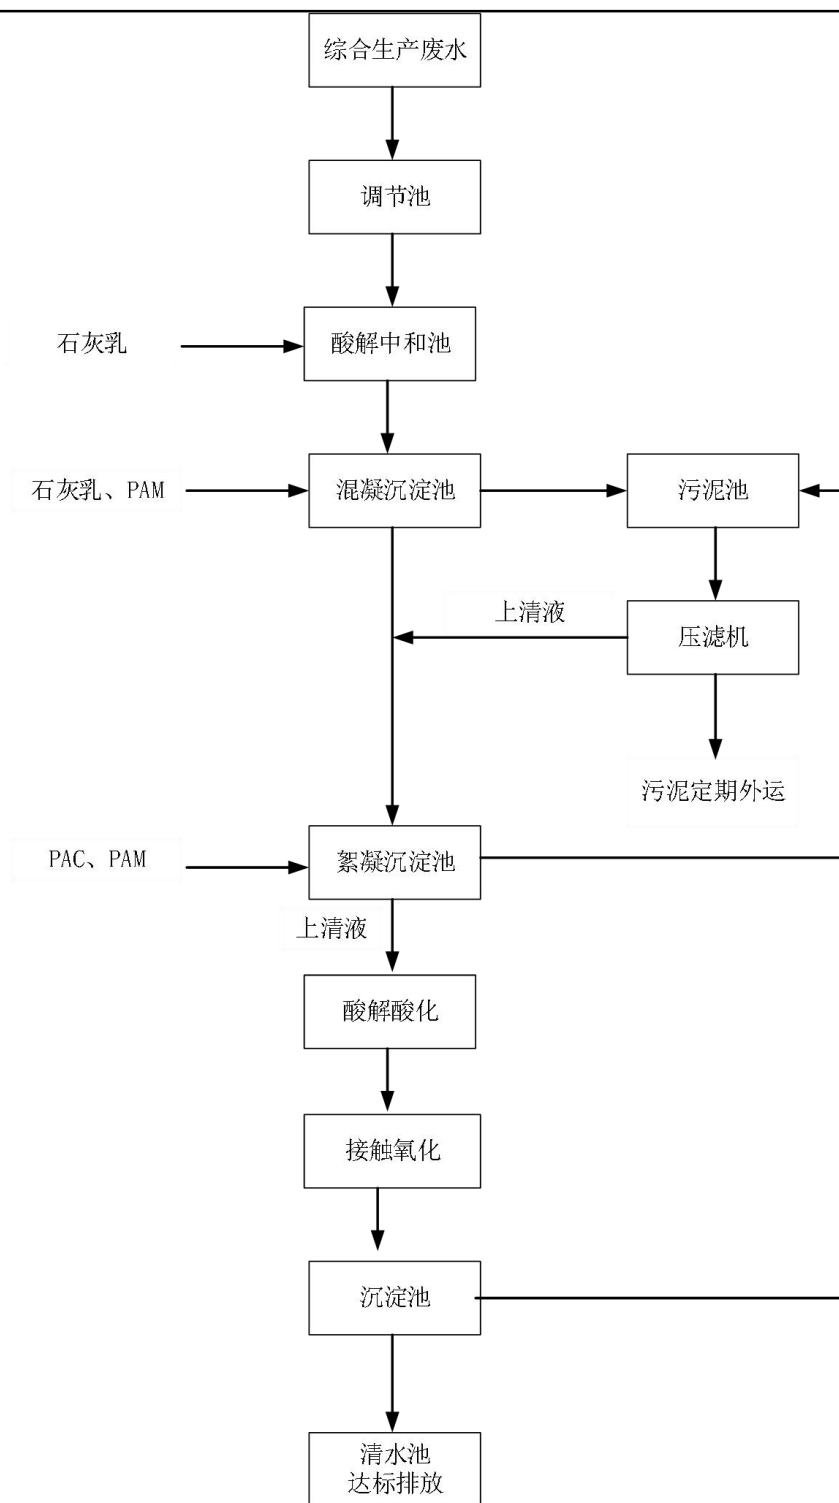 综合生产废水
调节池
石灰乳
酸解中和池
石灰乳、PAM
混凝沉淀池
污泥池
上清液
压滤机
污泥定期外运
PAC、PAM
絮凝沉淀池
上清液
酸解酸化
接触氧化
沉淀池
清水池
达标排放